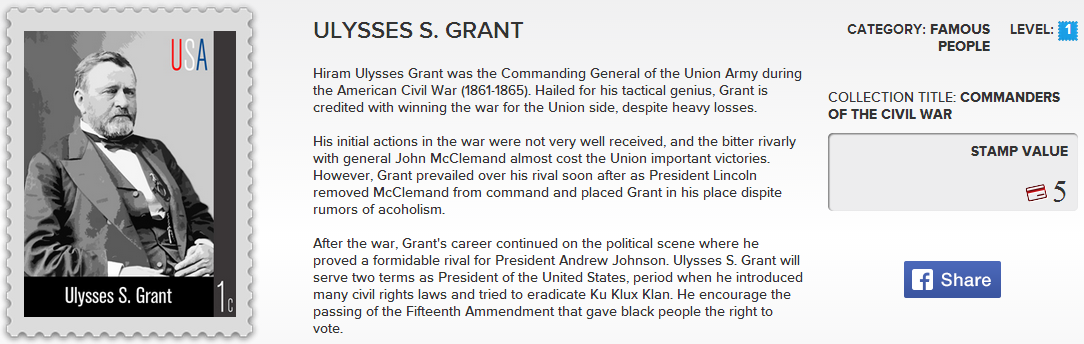 USA
Ulysses S. Grant
1c
ULYSSES S. GRANT
Hiram Ulysses Grant was the Commanding General of the Union Army during
the American Civil War (1861-1865). Hailed for his tactical genius, Grant is
credited with winning the war for the Union side, despite heavy losses.
His initial actions in the war were not very well received, and the bitter rivarly
with general John McClemand almost cost the Union important victories.
However, Grant prevailed over his rival soon after as President Lincoln
removed McClemand from command and placed Grant in his place dispite
rumors of acoholism.
After the war, Grant's career continued on the political scene where he
proved a formidable rival for President Andrew Johnson. Ulysses S. Grant will
serve two terms as President of the United States, period when he introduced
many civil rights laws and tried to eradicate Ku Klux Klan. He encourage the
passing of the Fifteenth Ammendment that gave black people the right to
vote.
CATEGORY: FAMOUS
PEOPLE
LEVEL: 1
COLLECTION TITLE: COMMANDERS
OF THE CIVIL WAR
STAMP VALUE
5
Share